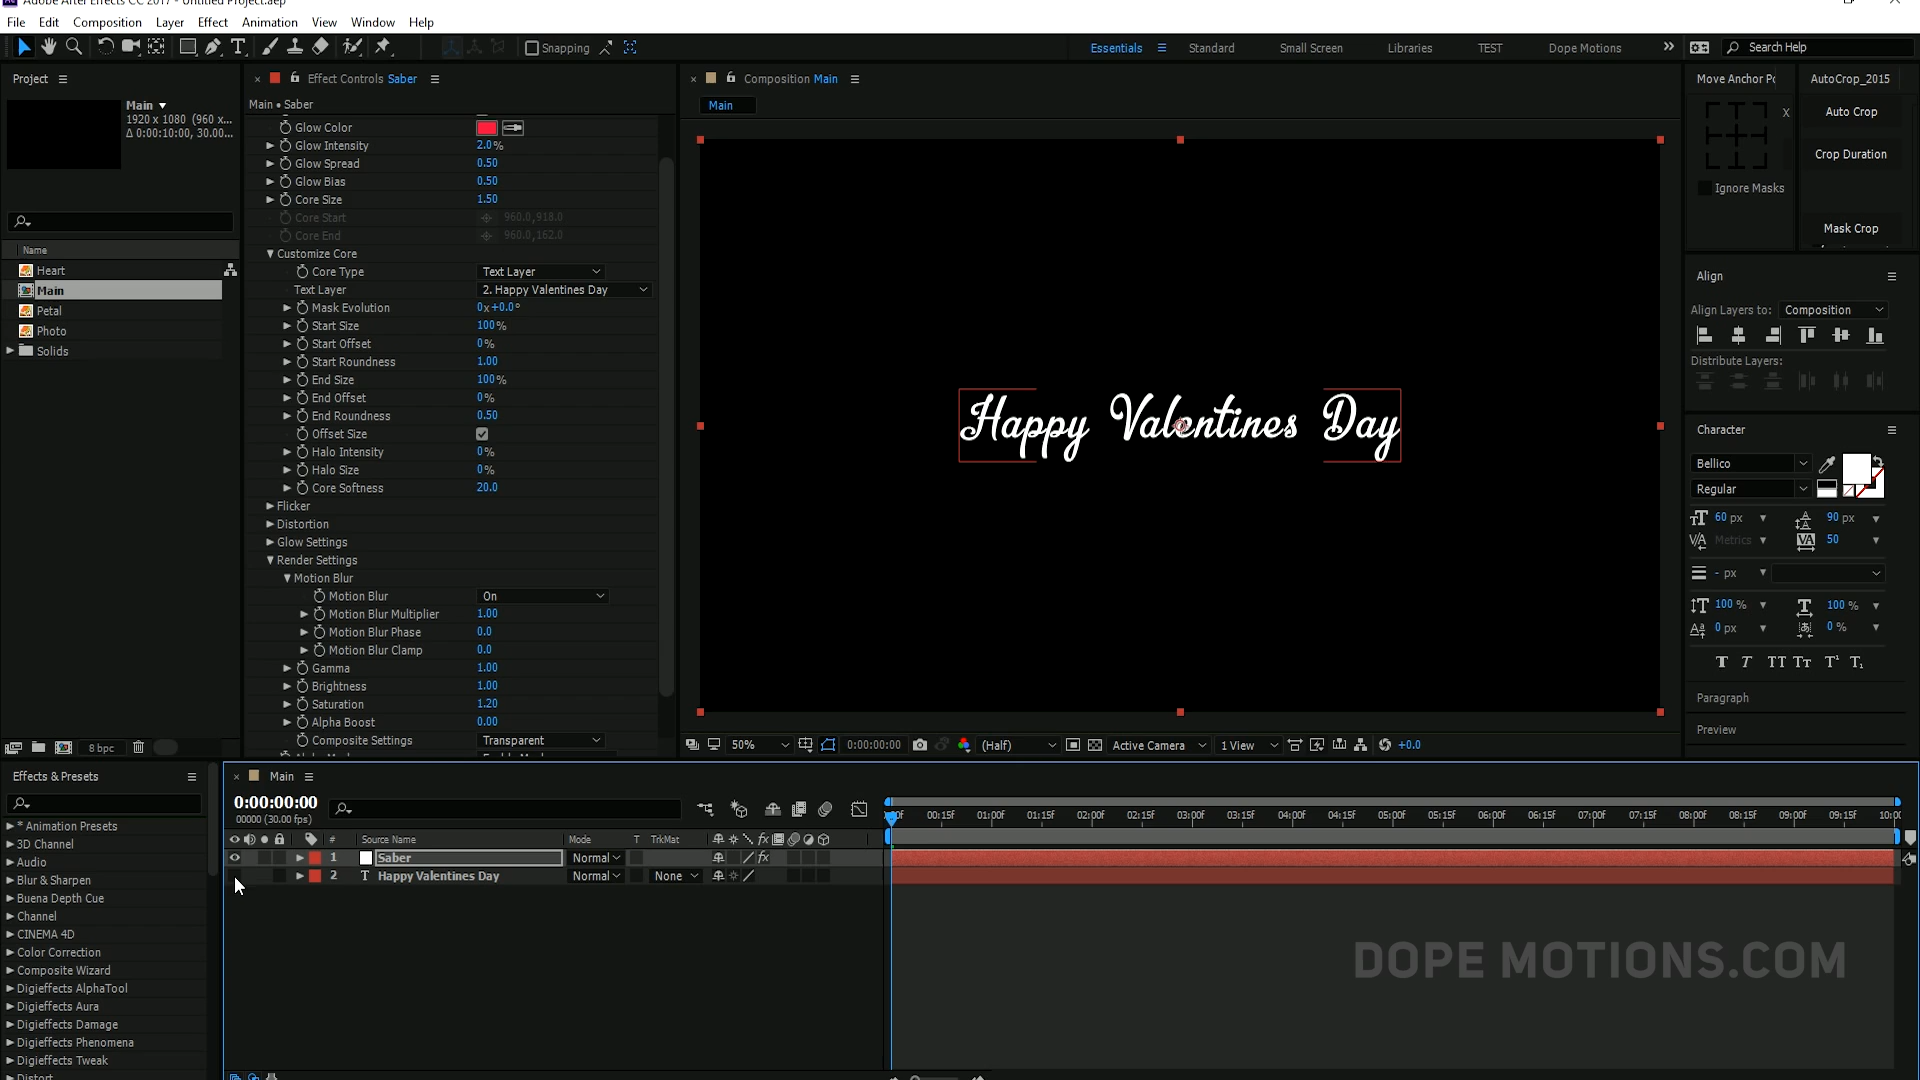 Adobe After Effects CC 2017 - Untitled Project.aep
File Edit Composition Layer Effect Animation View Window Help
Snapping
Essentials Standard Small Screen Libraries TEST Dope Motions Search Help
Project
Main
1920 x 1080 (960 x...
Δ 0:00:10:00, 30.00...
Name
Heart
Main
Petal
Photo
Solids
8 bpc
Effect Controls Saber
Main • Saber
Glow Color
Glow Intensity 2.0%
Glow Spread 0.50
Glow Bias 0.50
Core Size 1.50
Core Start 960.0,918.0
Core End 960.0,162.0
Customize Core
Core Type Text Layer
Text Layer 2. Happy Valentines Day
Mask Evolution 0x+0.0°
Start Size 100%
Start Offset 0%
Start Roundness 1.00
End Size 100%
End Offset 0%
End Roundness 0.50
Offset Size
Halo Intensity 0%
Halo Size 0%
Core Softness 20.0
Flicker
Distortion
Glow Settings
Render Settings
Motion Blur
Motion Blur On
Motion Blur Multiplier 1.00
Motion Blur Phase 0.0
Motion Blur Clamp 0.0
Gamma 1.00
Brightness 1.00
Saturation 1.20
Alpha Boost 0.00
Composite Settings Transparent
Composition Main
Main
Happy Valentines Day
50% 0:00:00:00 (Half) Active Camera 1 View +0.0
Move Anchor Po AutoCrop_2015
X
Ignore Masks
Auto Crop
Crop Duration
Mask Crop
Align
Align Layers to: Composition
Distribute Layers:
Character
Bellico
Regular
60 px 90 px
Metrics 50
- px
100 % 100 %
0 px 0 %
Paragraph
Preview
Effects & Presets
* Animation Presets
3D Channel
Audio
Blur & Sharpen
Buena Depth Cue
Channel
CINEMA 4D
Color Correction
Composite Wizard
Digieffects AlphaTool
Digieffects Aura
Digieffects Damage
Digieffects Phenomena
Digieffects Tweak
Distort
Main
0:00:00:00
00000 (30.00 fps)
# Source Name Mode T TrkMat
1 Saber Normal
2 T Happy Valentines Day Normal None
00:15f 01:00f 01:15f 02:00f 02:15f 03:00f 03:15f 04:00f 04:15f 05:00f 05:15f 06:00f 06:15f 07:00f 07:15f 08:00f 08:15f 09:00f 09:15f
DOPE MOTIONS.COM